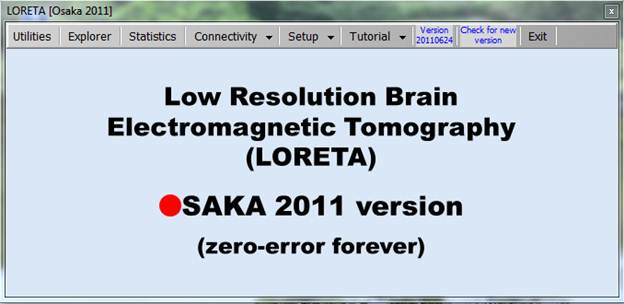 LORETA [Osaka 2011]
Utilities Explorer Statistics Connectivity Setup Tutorial Version 20110624 Check for new version Exit
Low Resolution Brain
Electromagnetic Tomography
(LORETA)
●SAKA 2011 version
(zero-error forever)